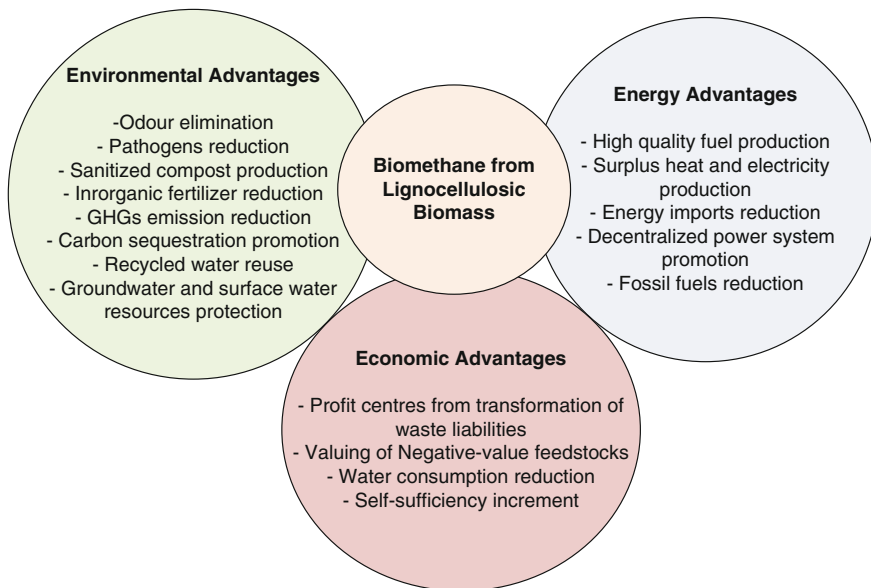 Environmental Advantages
-Odour elimination
- Pathogens reduction
- Sanitized compost production
- Inrorganic fertilizer reduction
- GHGs emission reduction
- Carbon sequestration promotion
- Recycled water reuse
- Groundwater and surface water
resources protection
Biomethane from
Lignocellulosic
Biomass
Energy Advantages
- High quality fuel production
- Surplus heat and electricity
production
- Energy imports reduction
- Decentralized power system
promotion
- Fossil fuels reduction
Economic Advantages
- Profit centres from transformation of
waste liabilities
- Valuing of Negative-value feedstocks
- Water consumption reduction
- Self-sufficiency increment